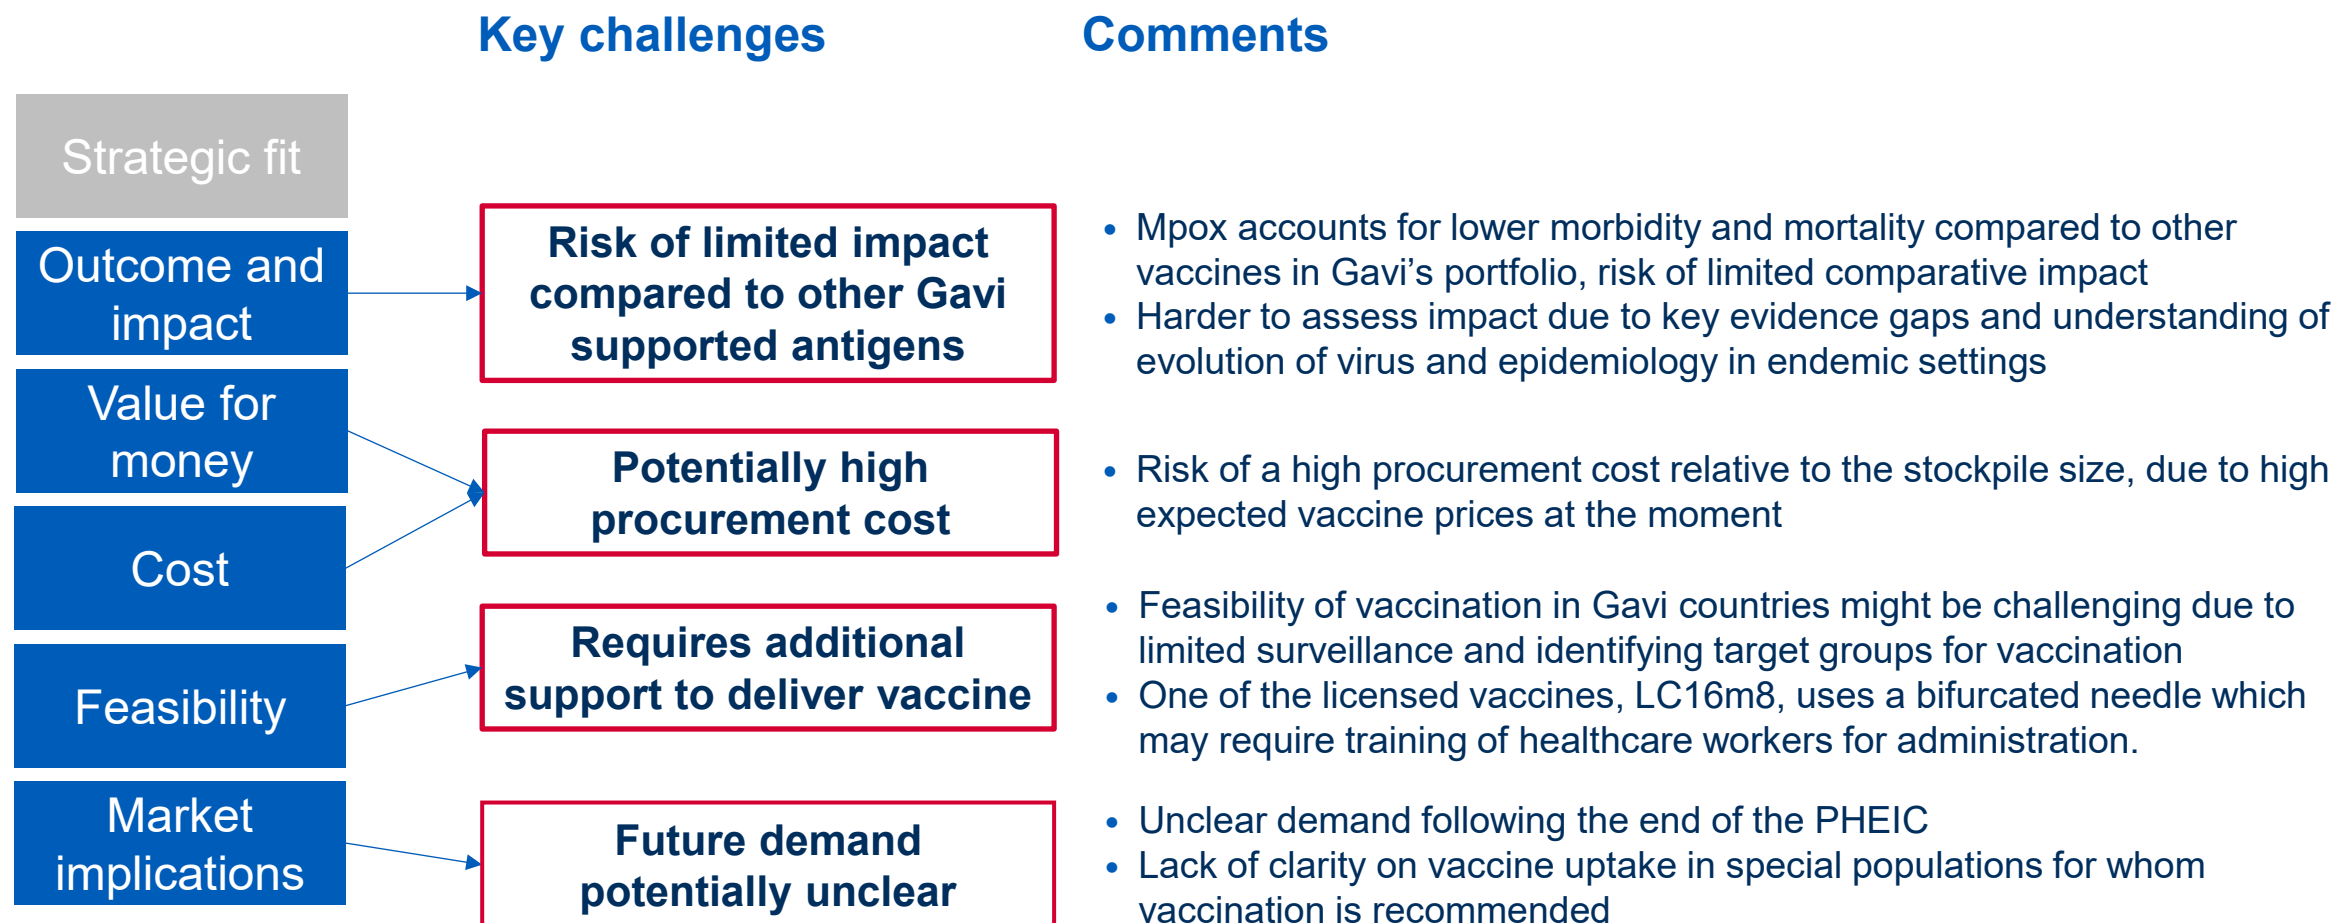 Key challenges
Comments
Strategic fit
Outcome and
impact
Value for
money
Cost
Feasibility
Market
implications
Risk of limited impact
compared to other Gavi
supported antigens
Potentially high
procurement cost
Requires additional
support to deliver vaccine
Future demand
potentially unclear
• Mpox accounts for lower morbidity and mortality compared to other
vaccines in Gavi’s portfolio, risk of limited comparative impact
• Harder to assess impact due to key evidence gaps and understanding of
evolution of virus and epidemiology in endemic settings
• Risk of a high procurement cost relative to the stockpile size, due to high
expected vaccine prices at the moment
• Feasibility of vaccination in Gavi countries might be challenging due to
limited surveillance and identifying target groups for vaccination
• One of the licensed vaccines, LC16m8, uses a bifurcated needle which
may require training of healthcare workers for administration.
• Unclear demand following the end of the PHEIC
• Lack of clarity on vaccine uptake in special populations for whom
vaccination is recommended